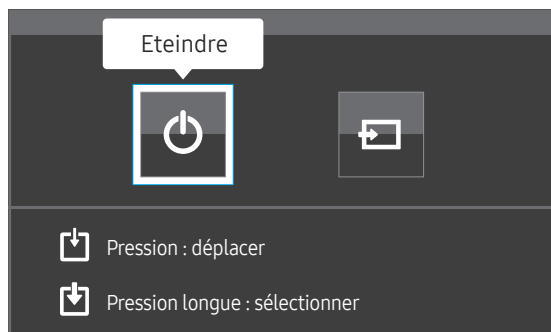 Eteindre
Pression : déplacer
Pression longue : sélectionner